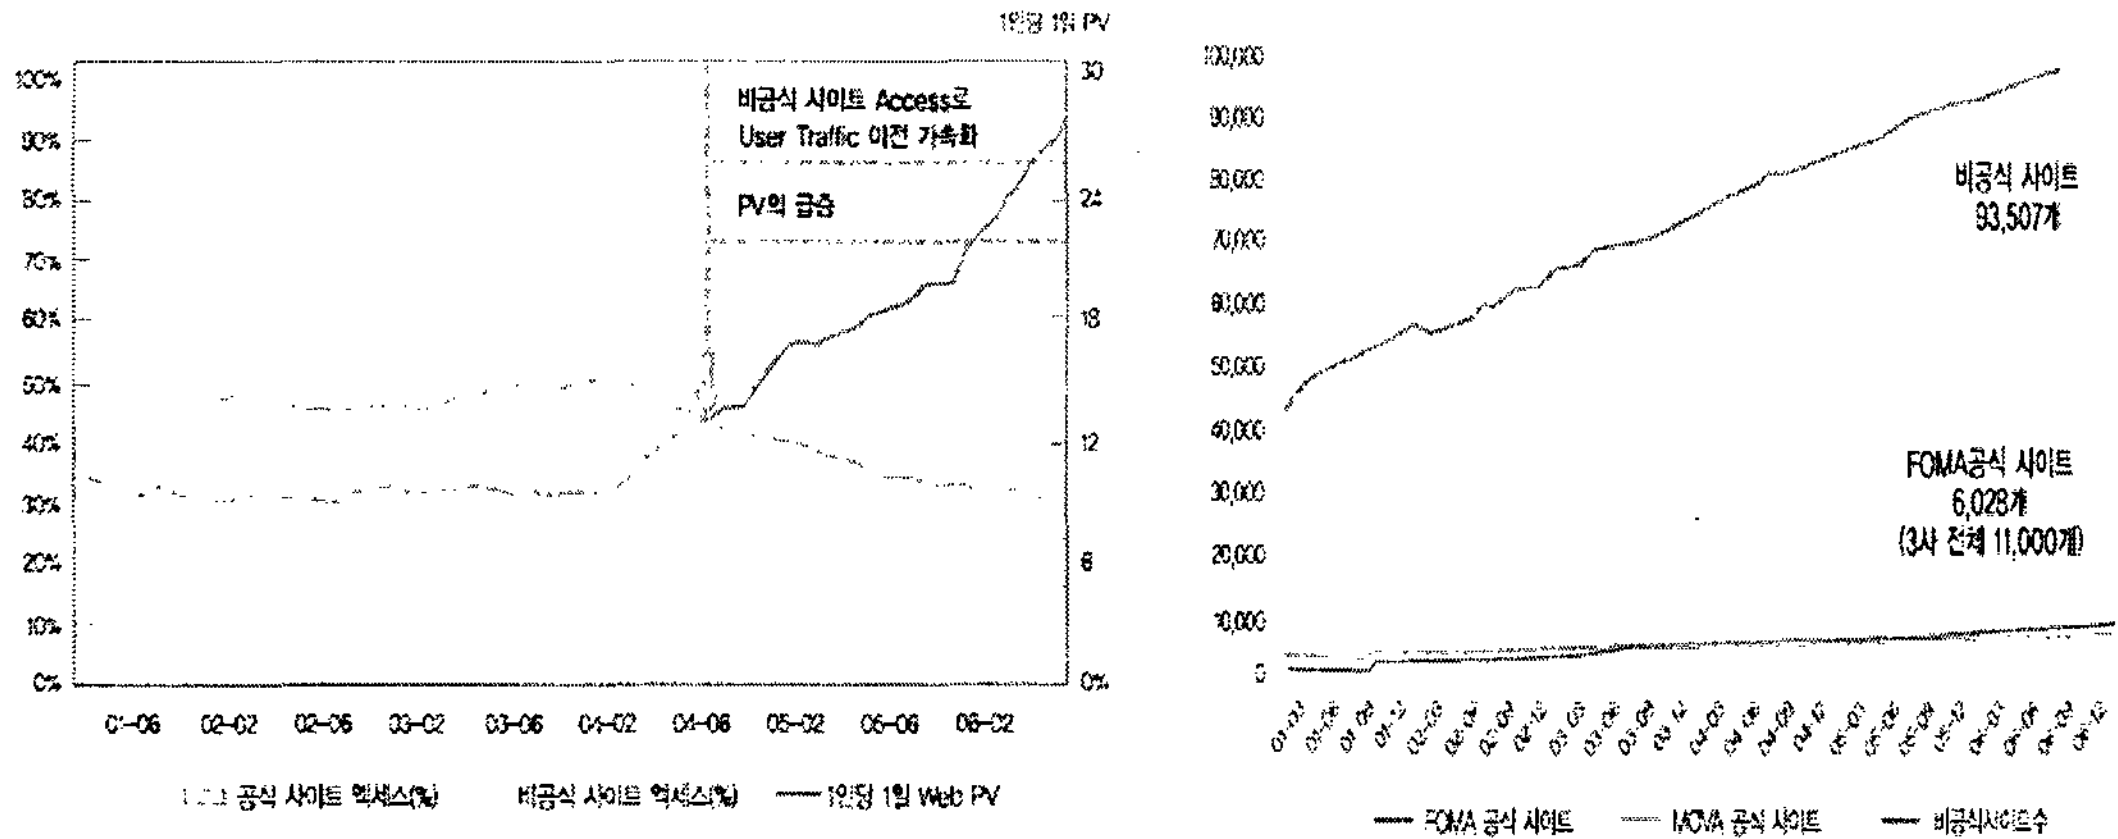 1인당 1일 PV
100%
90%
80%
70%
60%
50%
40%
30%
20%
10%
0%
30
24
18
12
6
0%
비공식 사이트 Access로
User Traffic 이전 가속화
PV의 급증
01-06 02-02 02-06 03-02 03-06 04-02 04-08 05-02 05-08 06-02
공식 사이트 액세스(%) 비공식 사이트 액세스(%) 1인당 1일 Web PV
100,000
90,000
80,000
70,000
60,000
50,000
40,000
30,000
20,000
10,000
0
비공식 사이트
93,507개
FOMA공식 사이트
6,028개
(3사 전체 11,000개)
FOMA 공식 사이트 MOVA 공식 사이트 비공식사이트수